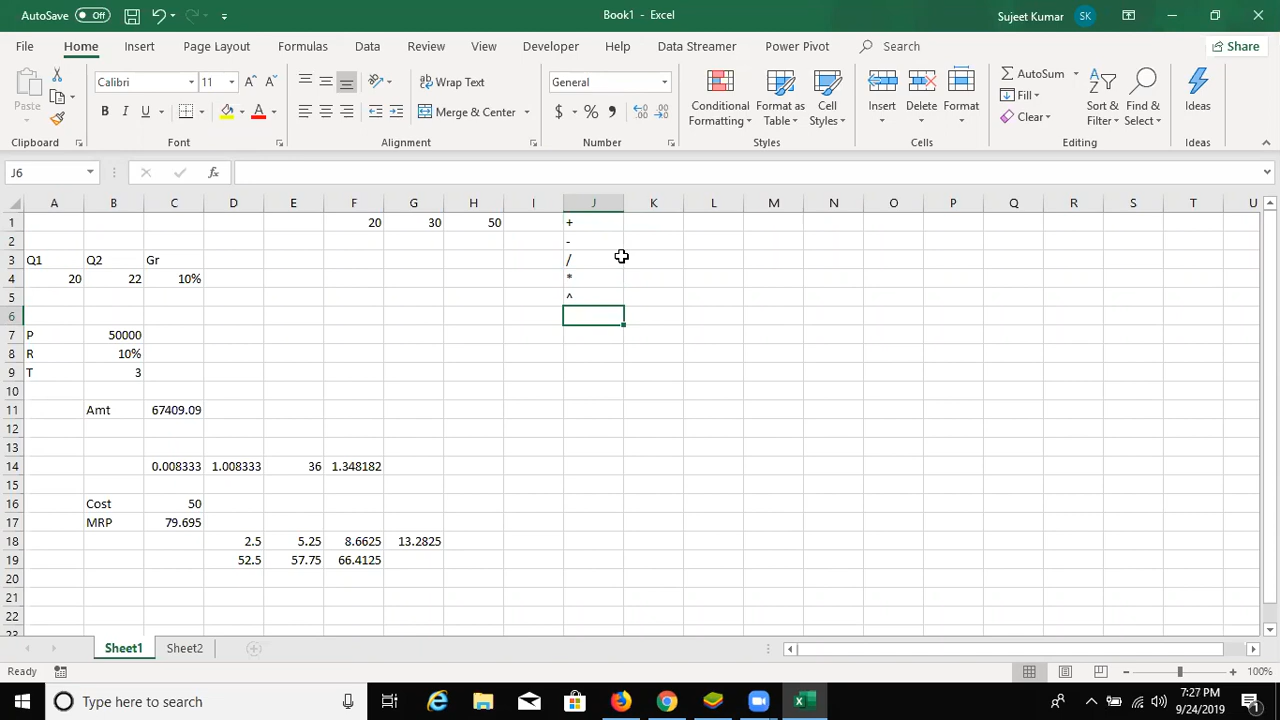 AutoSave Off Book1 - Excel Sujeet Kumar SK
File Home Insert Page Layout Formulas Data Review View Developer Help Data Streamer Power Pivot Search Share
Paste Calibri 11 A A Wrap Text General Conditional Formatting Format as Table Cell Styles Insert Delete Format AutoSum Fill Clear Sort & Filter Find & Select Ideas
B I U A Merge & Center $ % ,
Clipboard Font Alignment Number Styles Cells Editing Ideas
J6 fx
A B C D E F G H I J K L M N O P Q R S T U
1 20 30 50 +
2 -
3 Q1 Q2 Gr /
4 20 22 10% *
5 ^
6
7 P 50000
8 R 10%
9 T 3
10
11 Amt 67409.09
12
13
14 0.008333 1.008333 36 1.348182
15
16 Cost 50
17 MRP 79.695
18 2.5 5.25 8.6625 13.2825
19 52.5 57.75 66.4125
20
21
22
23
Sheet1 Sheet2
Ready 100%
Type here to search 7:27 PM
9/24/2019 1